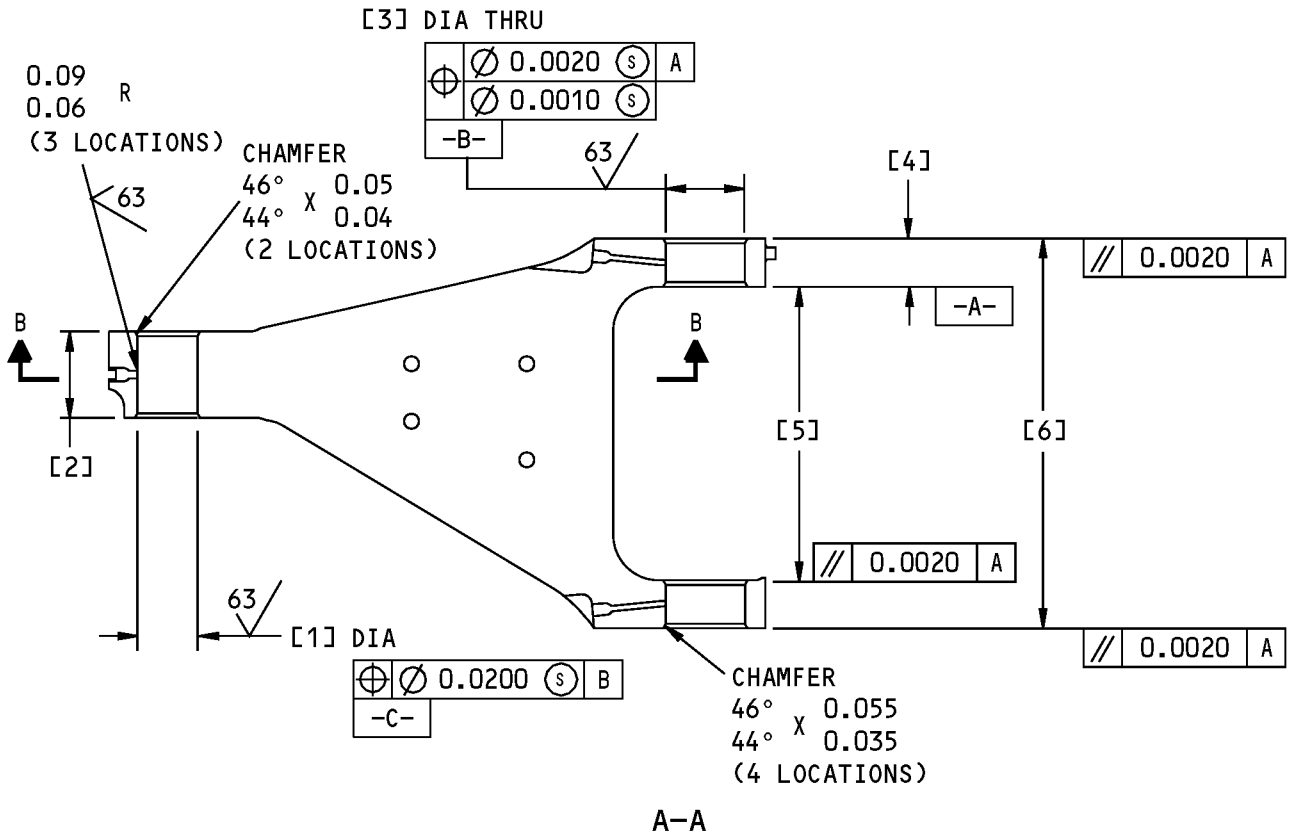 [3] DIA THRU
⌖ ⌀ 0.0020 Ⓢ A
⌀ 0.0010 Ⓢ
-B-
63
0.09
0.06 R
(3 LOCATIONS)
63
CHAMFER
46° X 0.05
44° 0.04
(2 LOCATIONS)
[4]
// 0.0020 A
-A-
B
B
[2]
[5]
[6]
// 0.0020 A
63
[1] DIA
⌖ ⌀ 0.0200 Ⓢ B
-C-
// 0.0020 A
CHAMFER
46° X 0.055
44° 0.035
(4 LOCATIONS)
A-A